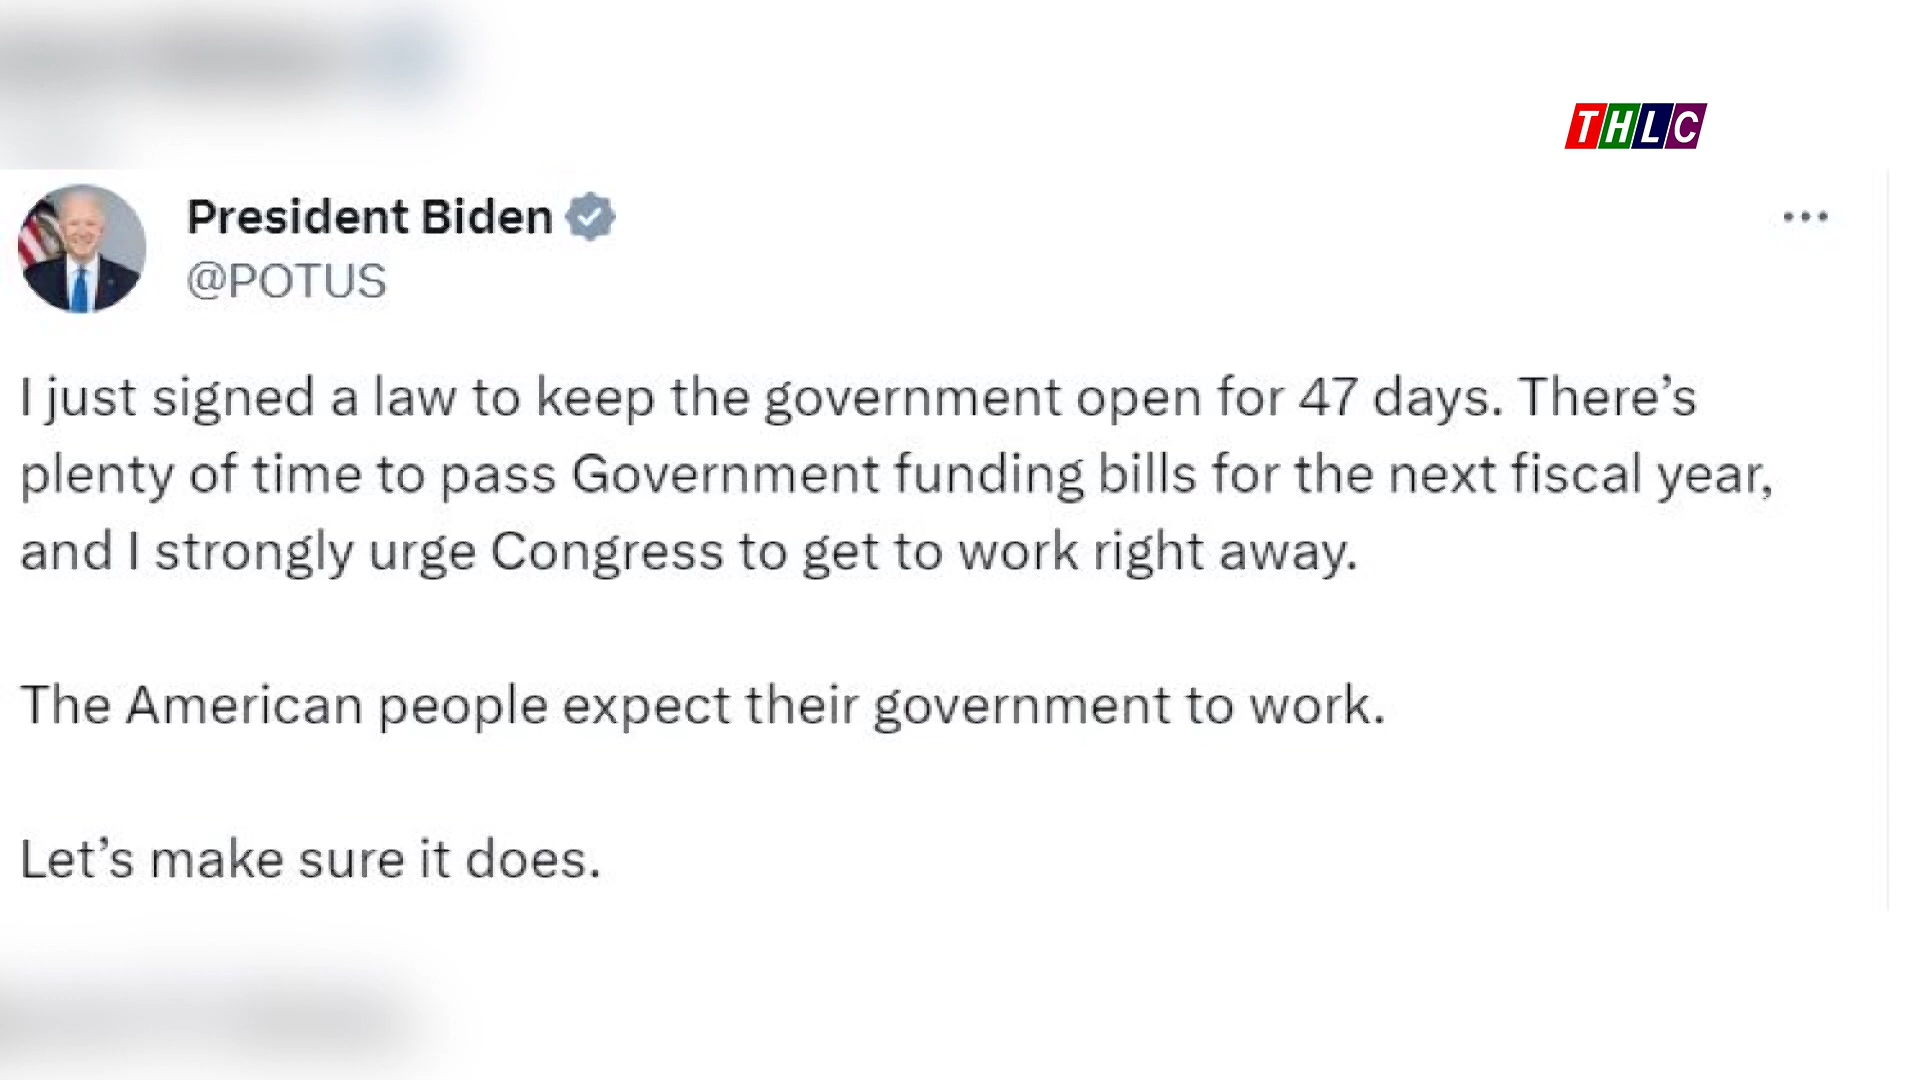 THLC
President Biden
@POTUS
I just signed a law to keep the government open for 47 days. There’s
plenty of time to pass Government funding bills for the next fiscal year,
and I strongly urge Congress to get to work right away.
The American people expect their government to work.
Let’s make sure it does.